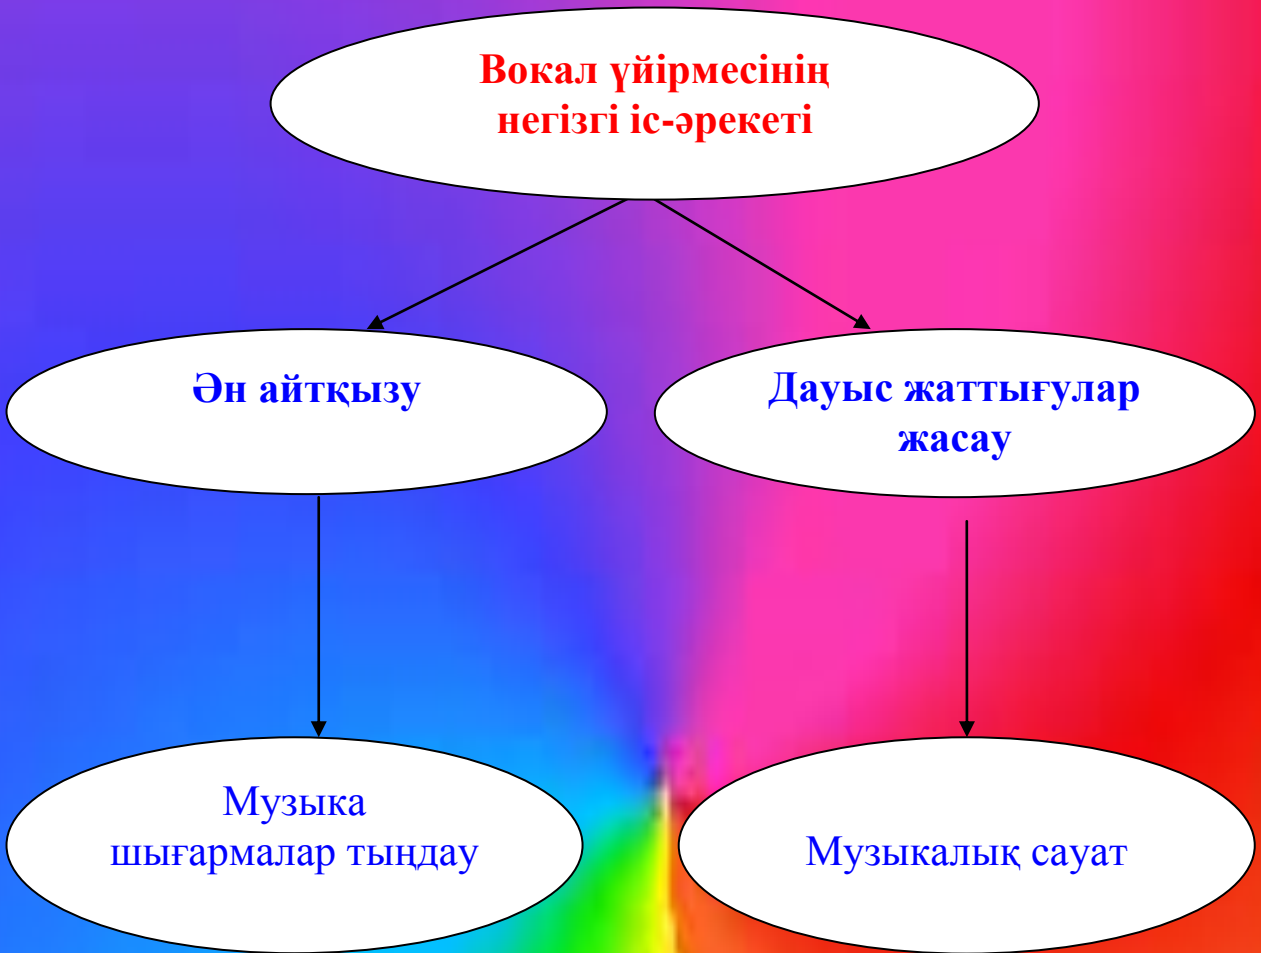 Вокал үйірмесінің
негізгі іс-әрекеті
Ән айтқызу
Дауыс жаттығулар
жасау
Музыка
шығармалар тыңдау
Музыкалық сауат